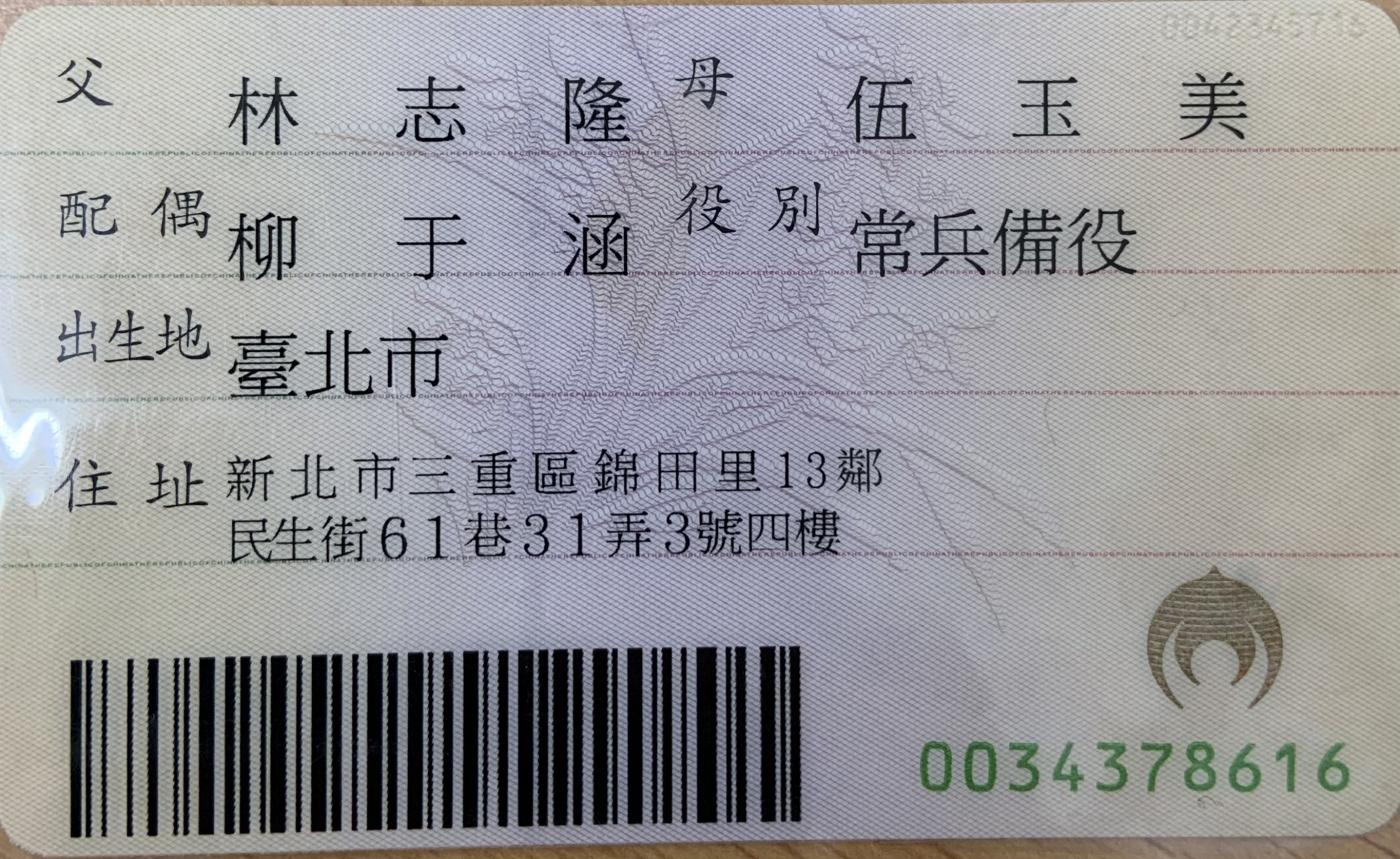 0042345716
父 林志隆 母 伍玉美
配偶 柳于涵 役別 常兵備役
出生地 臺北市
住址 新北市三重區錦田里13鄰
民生街61巷31弄3號四樓
0034378616